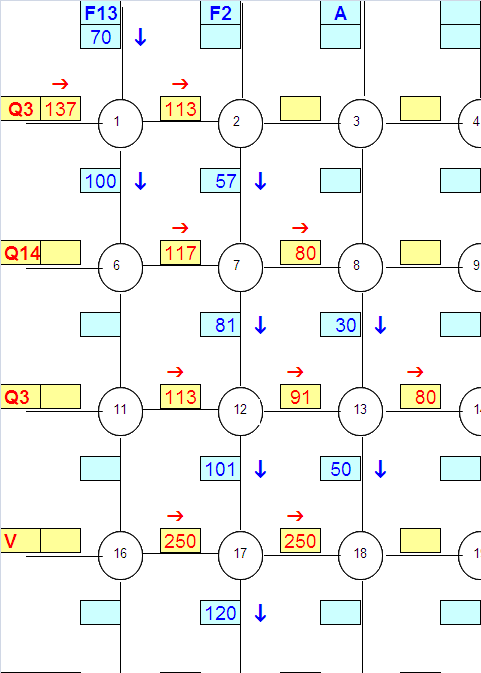 F13 F2 A
70 ↓
→ →
Q3 137 1 113 2 3 4
100 ↓ 57 ↓
→ →
Q14 6 117 7 80 8 9
81 ↓ 30 ↓
→ → →
Q3 11 113 12 91 13 80 14
101 ↓ 50 ↓
→ →
V 16 250 17 250 18
120 ↓